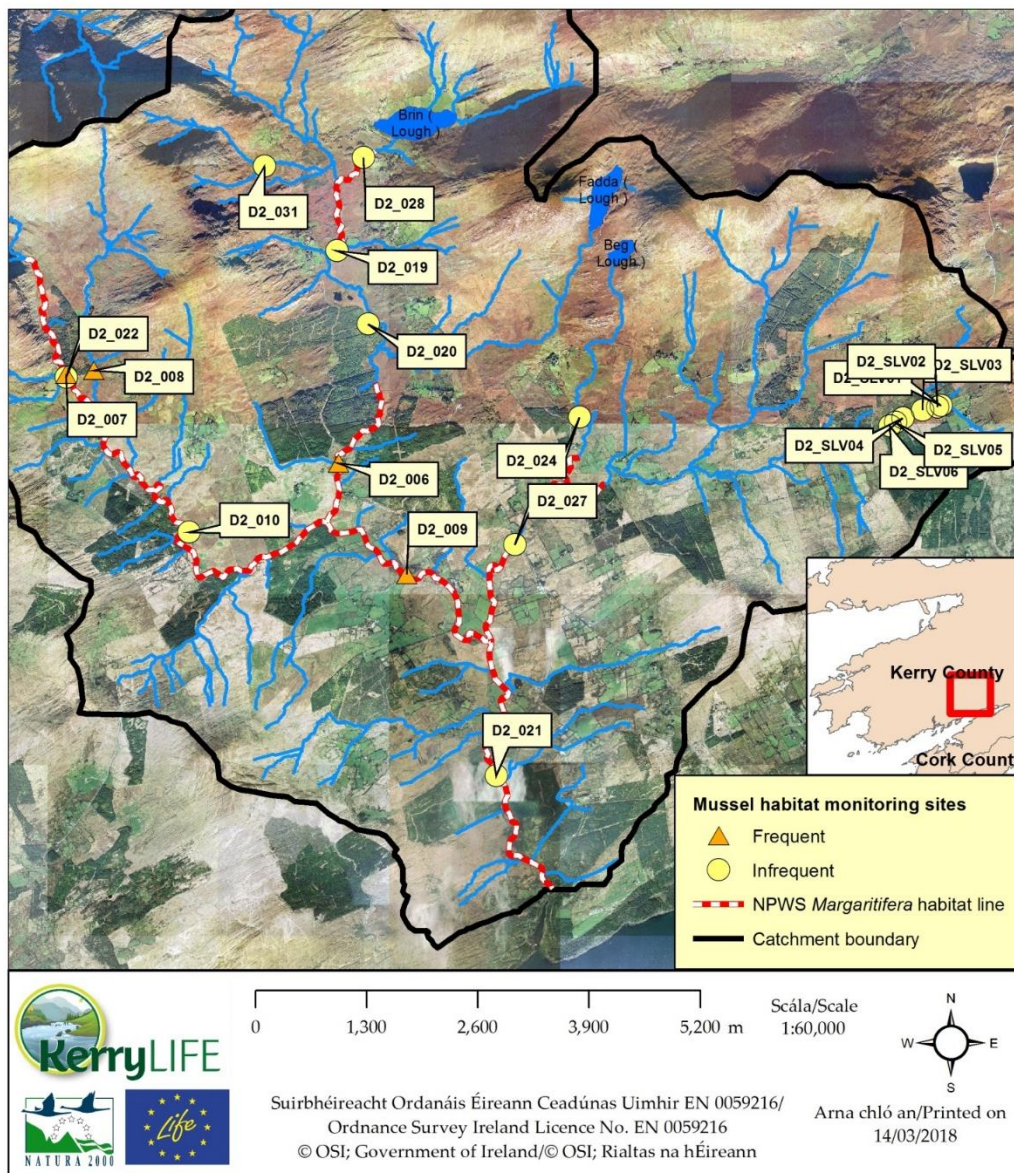 Brin (
Lough )
Fadda (
Lough )
Beg (
Lough )
D2_031
D2_028
D2_019
D2_022
D2_008
D2_020
D2_007
D2_SLV02
D2_SLV03
D2_SLV04
D2_SLV05
D2_SLV06
D2_024
D2_006
D2_027
D2_010
D2_009
D2_021
Kerry County
Cork Count
Mussel habitat monitoring sites
Frequent
Infrequent
NPWS Margaritifera habitat line
Catchment boundary
KerryLIFE
NATURA 2000
Life
0 1,300 2,600 3,900 5,200 m
Scála/Scale
1:60,000
N
W E
S
Suirbhéireacht Ordanáis Éireann Ceadúnas Uimhir EN 0059216/
Ordnance Survey Ireland Licence No. EN 0059216
© OSI; Government of Ireland/© OSI; Rialtas na hÉireann
Arna chló an/Printed on
14/03/2018